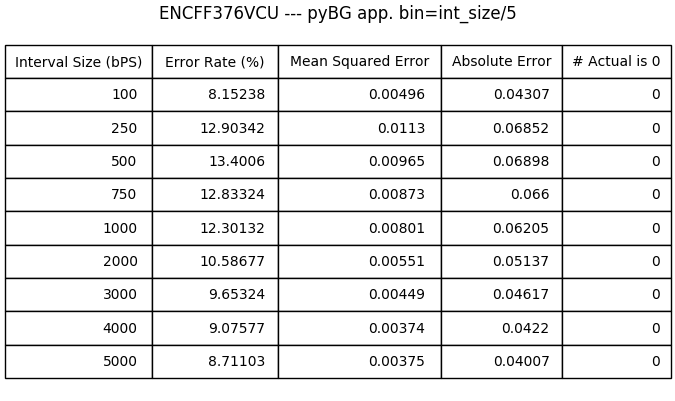 ENCFF376VCU --- pyBG app. bin=int_size/5
Interval Size (bPS) Error Rate (%) Mean Squared Error Absolute Error # Actual is 0
100 8.15238 0.00496 0.04307 0
250 12.90342 0.0113 0.06852 0
500 13.4006 0.00965 0.06898 0
750 12.83324 0.00873 0.066 0
1000 12.30132 0.00801 0.06205 0
2000 10.58677 0.00551 0.05137 0
3000 9.65324 0.00449 0.04617 0
4000 9.07577 0.00374 0.0422 0
5000 8.71103 0.00375 0.04007 0